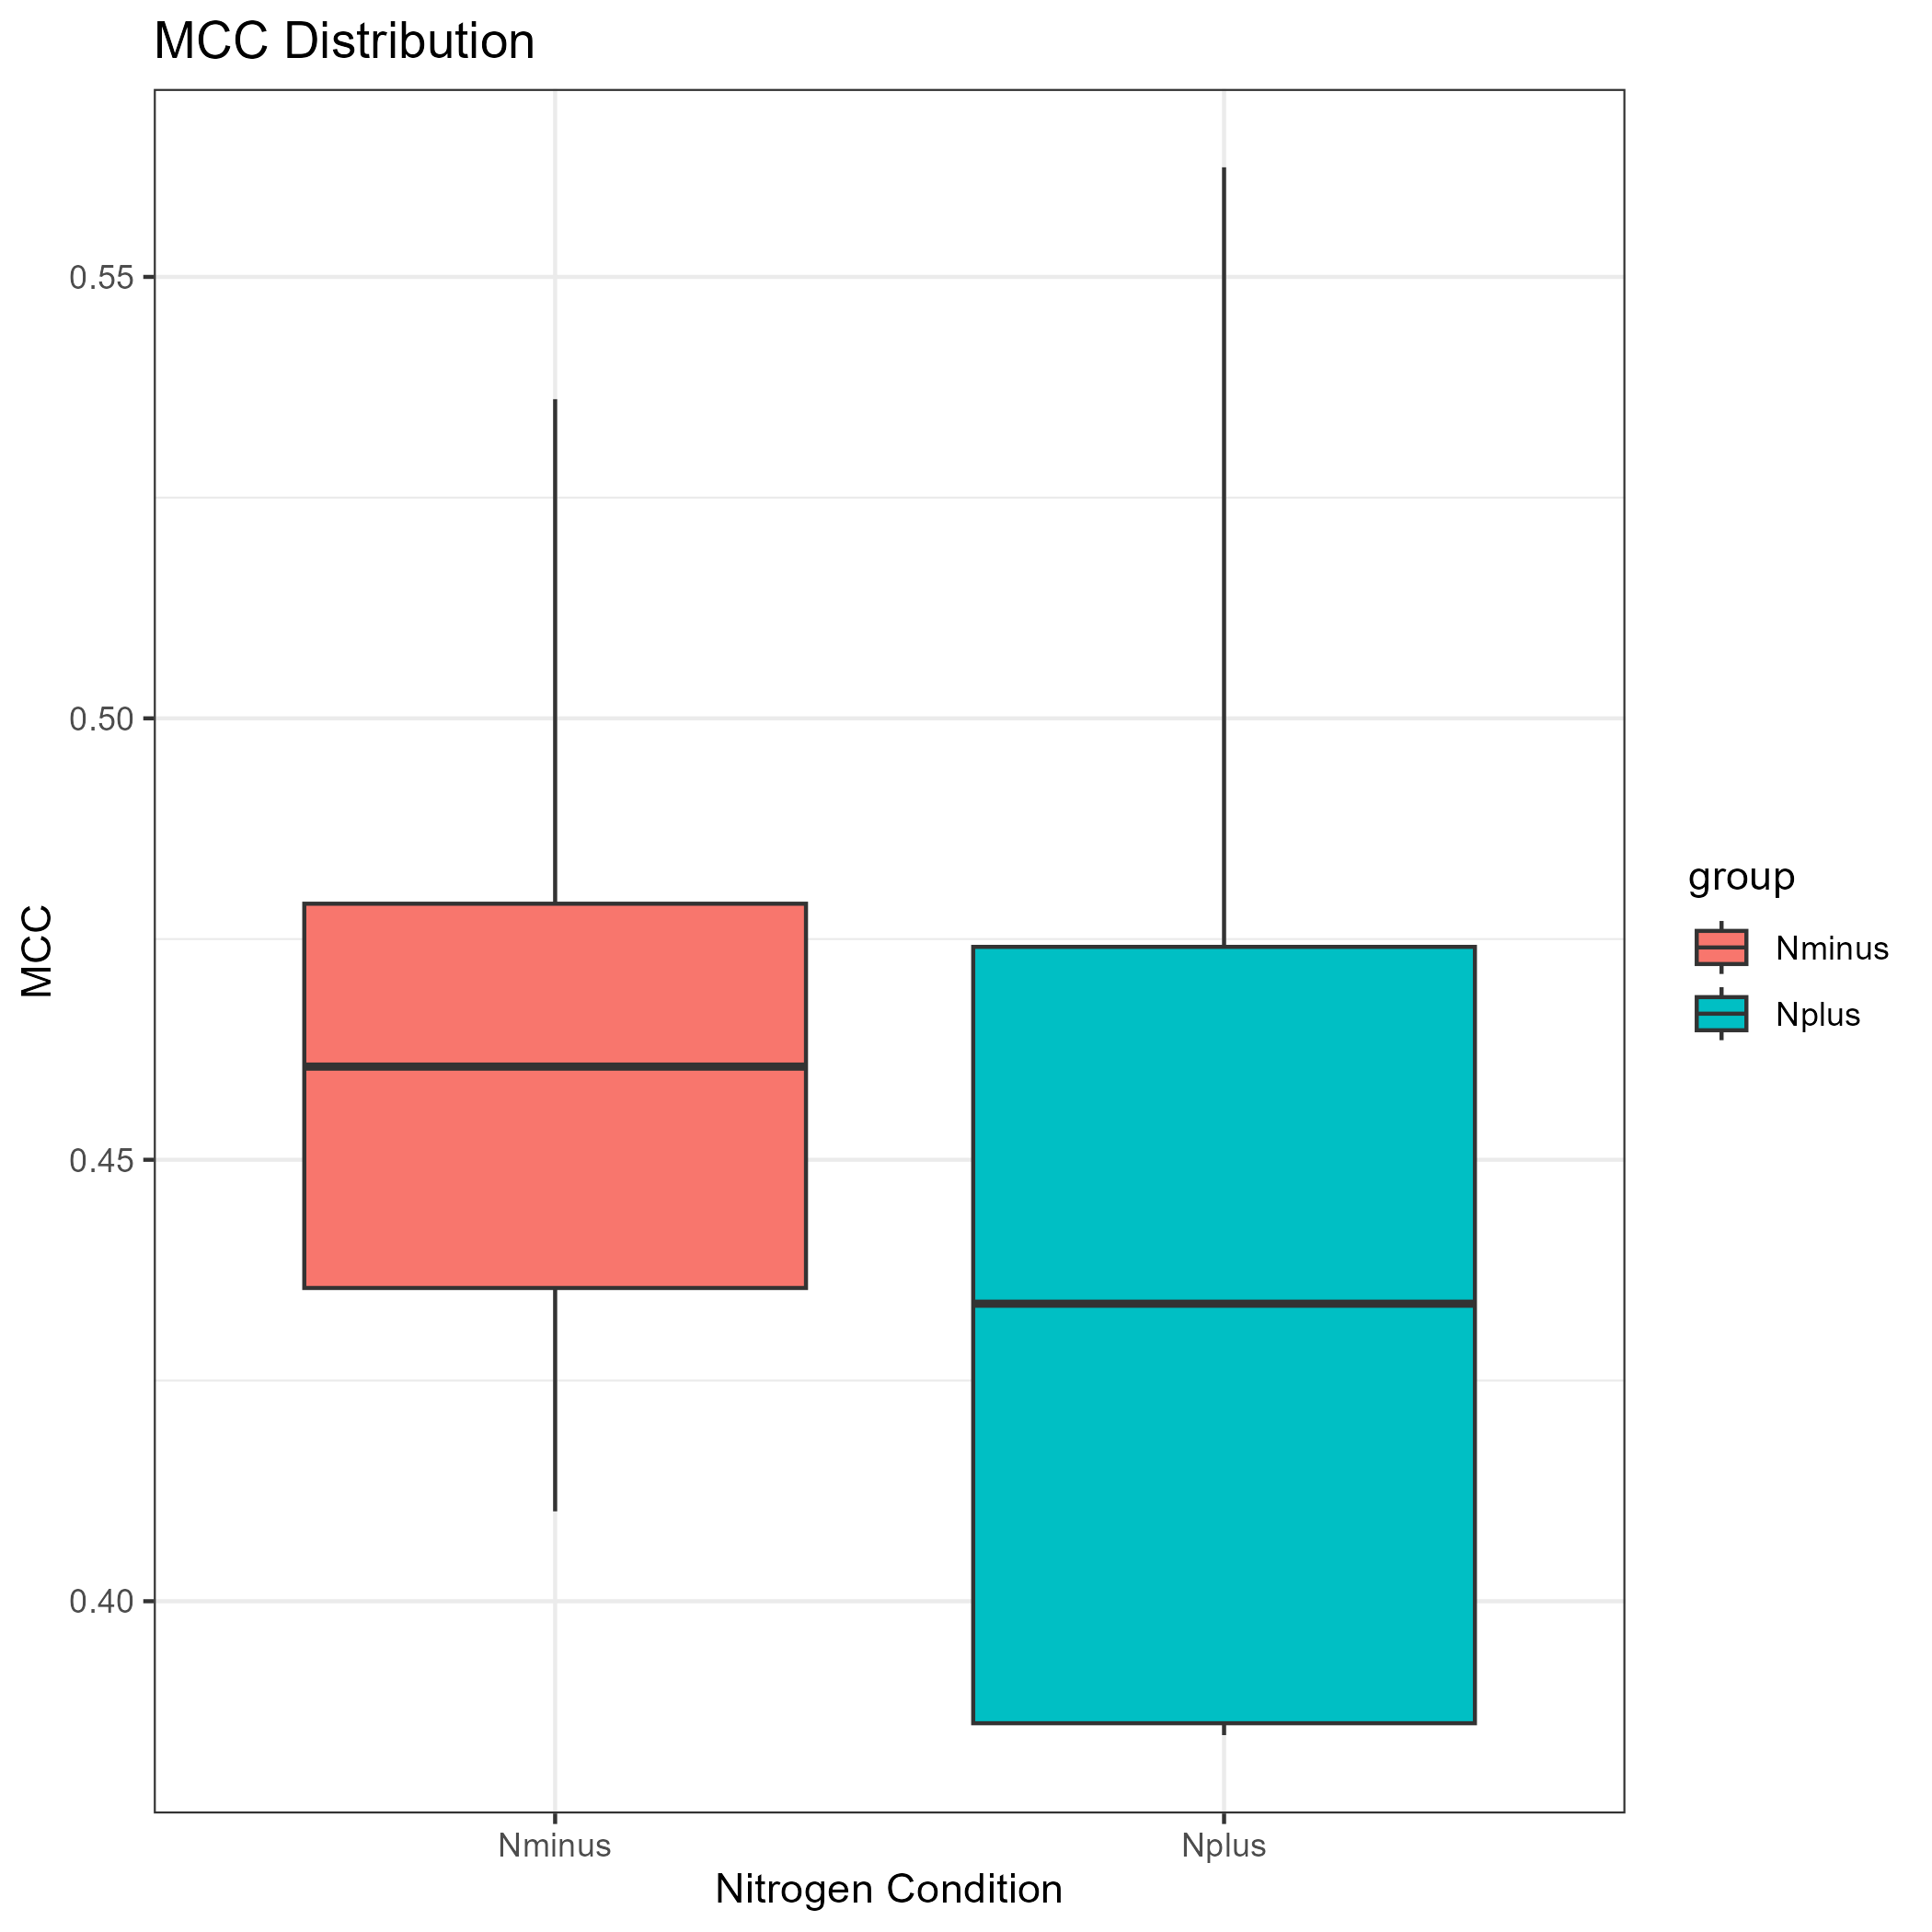 MCC Distribution
MCC
0.55
0.50
0.45
0.40
Nminus
Nplus
Nitrogen Condition
group
Nminus
Nplus